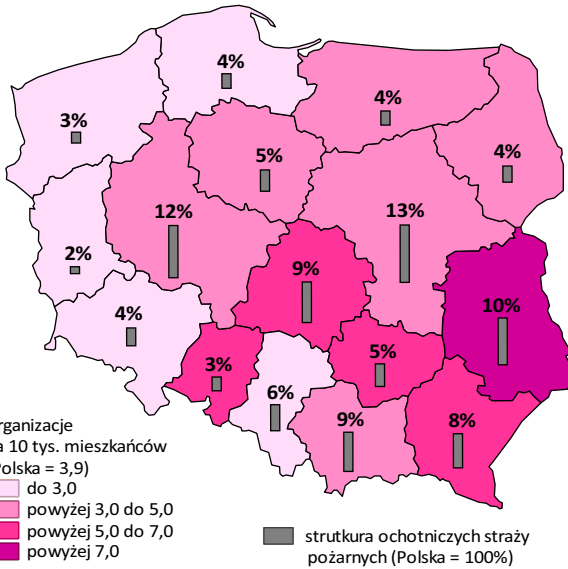 4%
3%
4%
5%
4%
12%
13%
2%
9%
10%
4%
3%
5%
6%
9%
8%
rganizacje
a 10 tys. mieszkańców
Polska = 3,9)
do 3,0
powyżej 3,0 do 5,0
powyżej 5,0 do 7,0
powyżej 7,0
strutkura ochotniczych straży
pożarnych (Polska = 100%)